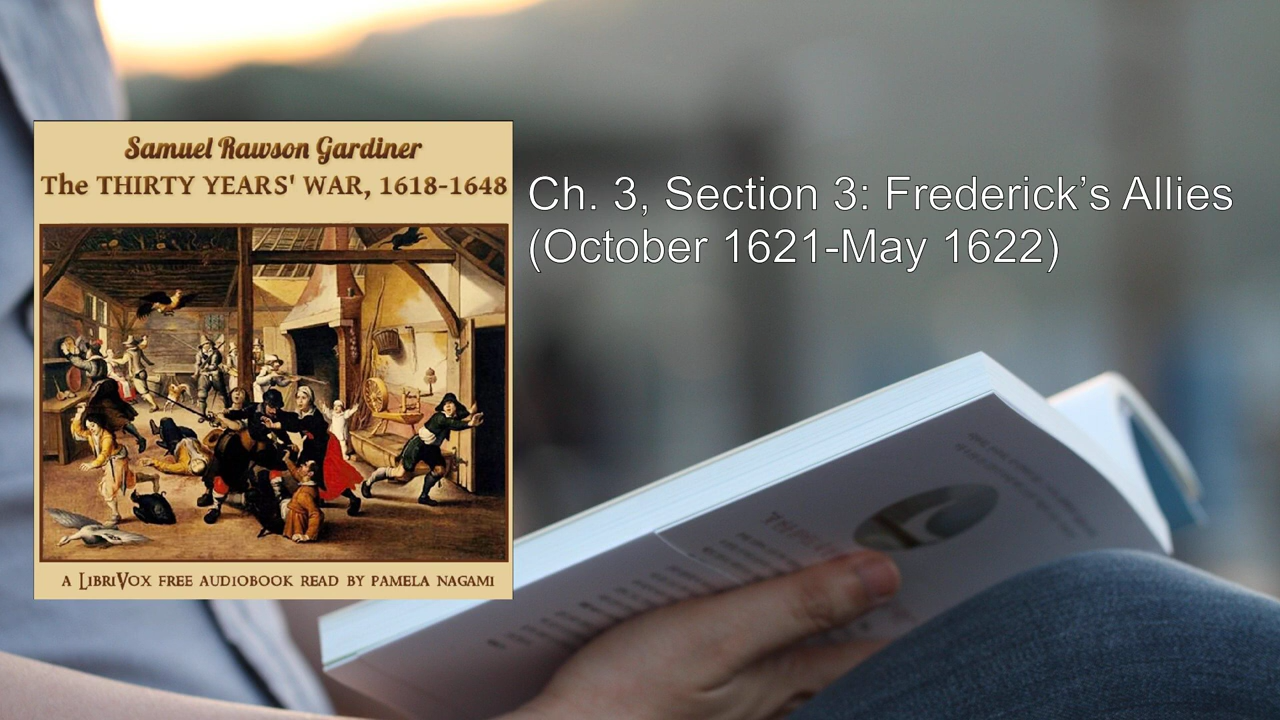 Samuel Rawson Gardiner
The THIRTY YEARS' WAR, 1618-1648
A LIBRIVOX FREE AUDIOBOOK READ BY PAMELA NAGAMI
Ch. 3, Section 3: Frederick’s Allies
(October 1621-May 1622)